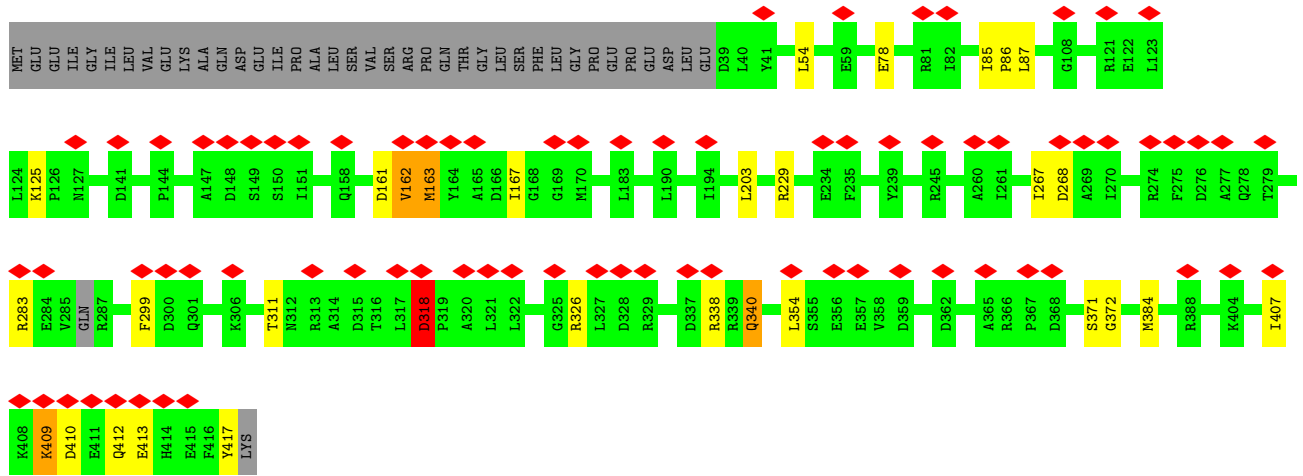 MET GLU GLU ILE GLY ILE LEU VAL GLU LYS ALA GLN ASP GLU ILE PRO ALA LEU SER VAL SER ARG PRO GLN THR GLY LEU SER PHE LEU GLY PRO GLU GLN PRO GLU ASP LEU GLU D39 L40 Y41 L54 E59 E78 R81 I82 I85 P86 L87 G108 R121 E122 L123
L124 K125 P126 N127 D141 P144 A147 D148 S149 S150 I151 Q158 D161 V162 M163 Y164 A165 D166 I167 G168 G169 M170 L183 L190 I194 L203 R229 E234 F235 Y239 R245 A260 I261 I267 D268 A269 I270 R274 F275 D276 A277 Q278 T279
R283 E284 V285 GLN R287 F299 D300 Q301 K306 T311 N312 R313 A314 D315 T316 L317 D318 P319 A320 L321 L322 G325 R326 L327 D328 R329 D337 R338 R339 Q340 L354 S355 E356 E357 V358 D359 D362 A365 R366 P367 D368 S371 G372 M384 R388 K404 I407
K408 K409 D410 E411 Q412 E413 H414 E415 F416 Y417 LYS